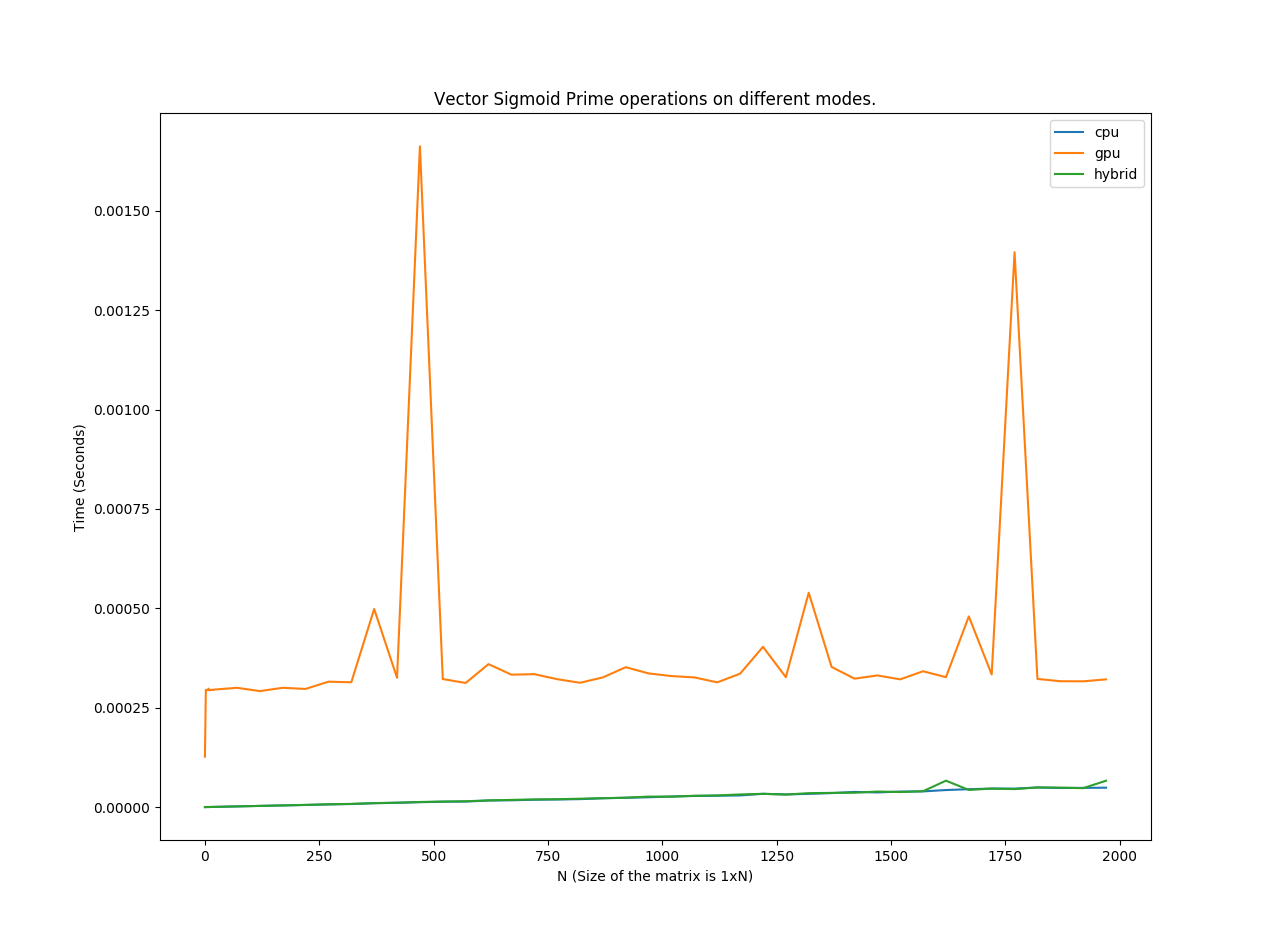 Vector Sigmoid Prime operations on different modes.
cpu
gpu
hybrid
0.00150
0.00125
0.00100
0.00075
0.00050
0.00025
0.00000
Time (Seconds)
0 250 500 750 1000 1250 1500 1750 2000
N (Size of the matrix is 1xN)